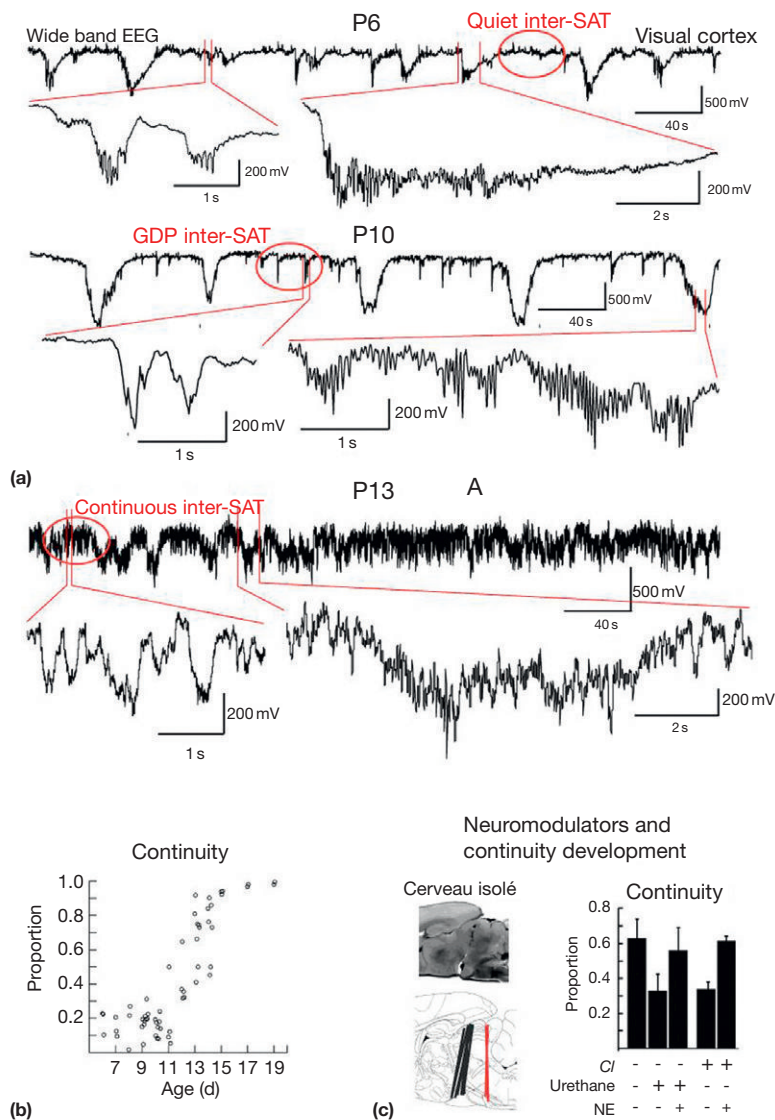 P6
Quiet inter-SAT
Wide band EEG
Visual cortex
500 mV
40 s
200 mV
1 s
200 mV
2 s
GDP inter-SAT
P10
500 mV
40 s
200 mV
1 s
200 mV
1 s
(a)
P13
A
Continuous inter-SAT
500 mV
40 s
200 mV
1 s
200 mV
2 s
Continuity
Proportion
1.0
0.8
0.6
0.4
0.2
7 9 11 13 15 17 19
Age (d)
(b)
Neuromodulators and
continuity development
Cerveau isolé
Continuity
Proportion
0.8
0.6
0.4
0.2
CI - - - + +
Urethane - + + - -
NE - - + - +
(c)